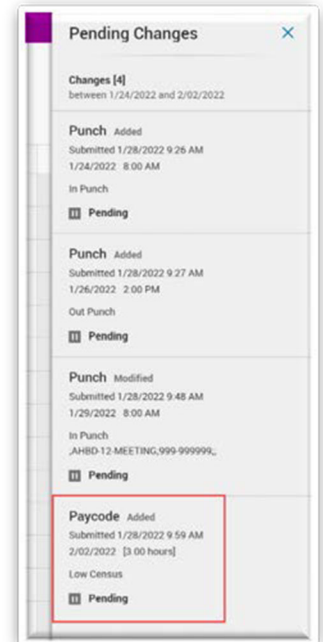 Pending Changes
Changes [4]
between 1/24/2022 and 2/02/2022
Punch Added
Submitted 1/28/2022 9:26 AM
1/24/2022 8:00 AM
In Punch
Pending
Punch Added
Submitted 1/28/2022 9:27 AM
1/26/2022 2:00 PM
Out Punch
Pending
Punch Modified
Submitted 1/28/2022 9:48 AM
1/29/2022 8:00 AM
In Punch
,AHBD-12-MEETING,999-999999,,
Pending
Paycode Added
Submitted 1/28/2022 9:59 AM
2/02/2022 [3.00 hours]
Low Census
Pending